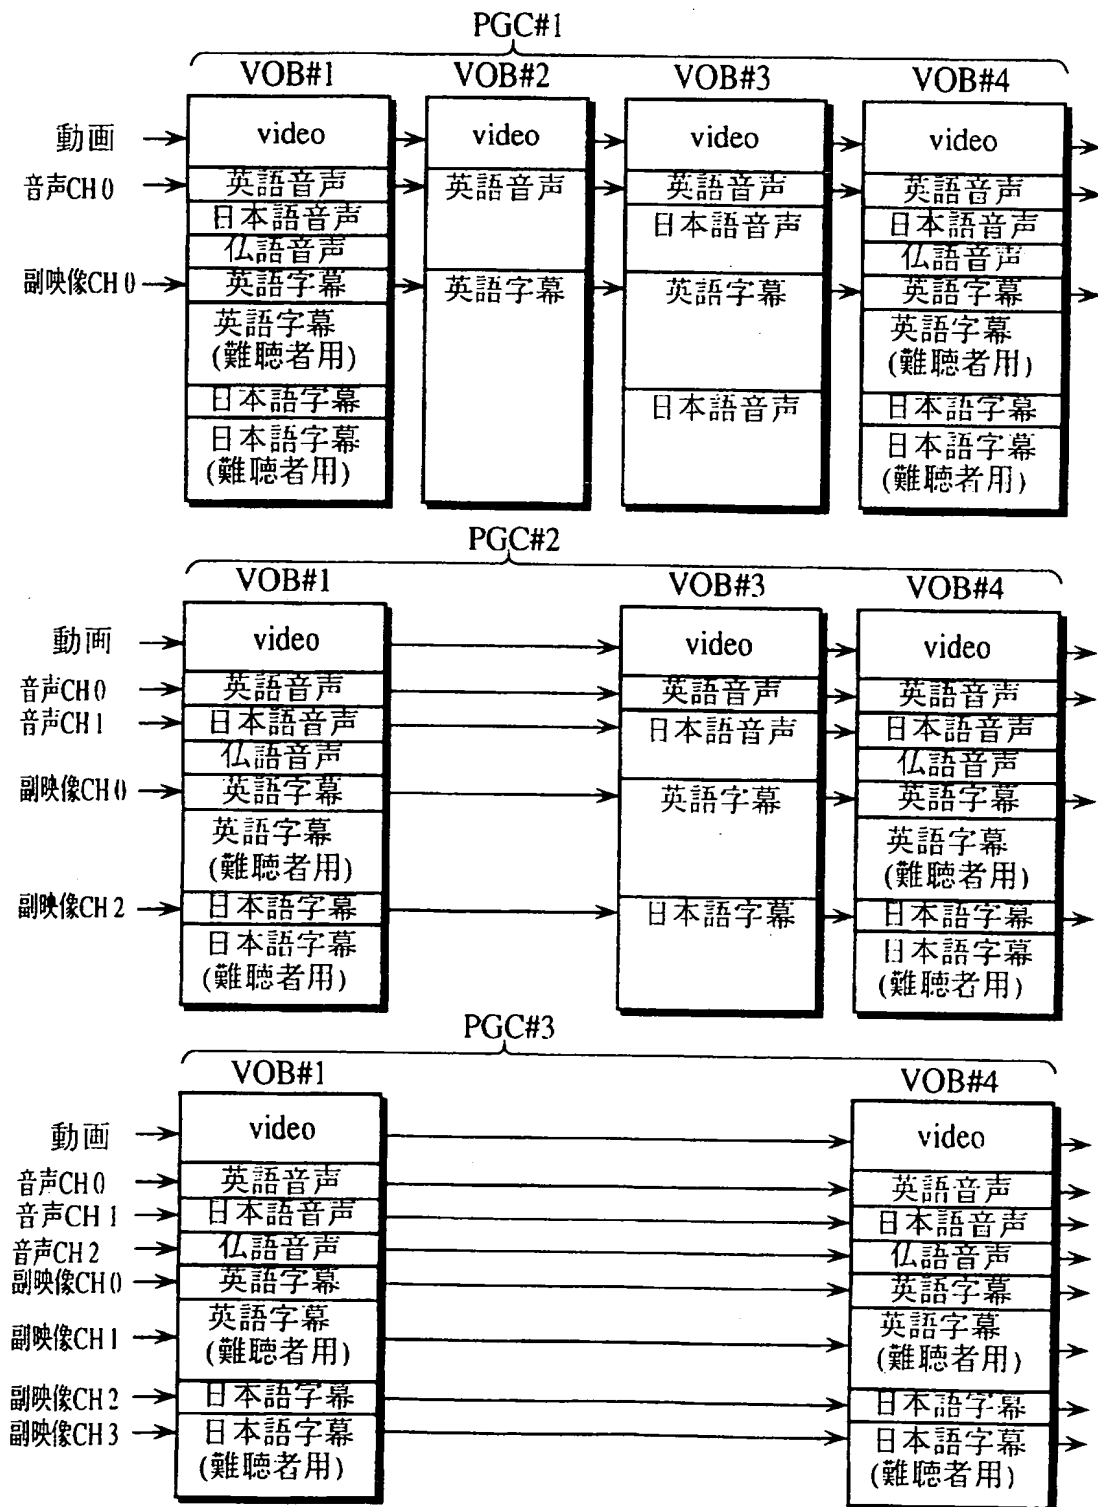 PGC#1
VOB#1 VOB#2 VOB#3 VOB#4
動画 video video video video
音声CH0 英語音声 英語音声 英語音声 英語音声
日本語音声 日本語音声 日本語音声
仏語音声 仏語音声
副映像CH0 英語字幕 英語字幕 英語字幕 英語字幕
英語字幕 英語字幕
(難聴者用) (難聴者用)
日本語字幕 日本語音声 日本語字幕
日本語字幕 日本語字幕
(難聴者用) (難聴者用)
PGC#2
VOB#1 VOB#3 VOB#4
動画 video video video
音声CH0 英語音声 英語音声 英語音声
音声CH1 日本語音声 日本語音声 日本語音声
仏語音声 仏語音声
副映像CH0 英語字幕 英語字幕 英語字幕
英語字幕 英語字幕
(難聴者用) (難聴者用)
副映像CH2 日本語字幕 日本語字幕 日本語字幕
日本語字幕 日本語字幕
(難聴者用) (難聴者用)
PGC#3
VOB#1 VOB#4
動画 video video
音声CH0 英語音声 英語音声
音声CH1 日本語音声 日本語音声
音声CH2 仏語音声 仏語音声
副映像CH0 英語字幕 英語字幕
英語字幕 英語字幕
副映像CH1 (難聴者用) (難聴者用)
副映像CH2 日本語字幕 日本語字幕
副映像CH3 日本語字幕 日本語字幕
(難聴者用) (難聴者用)